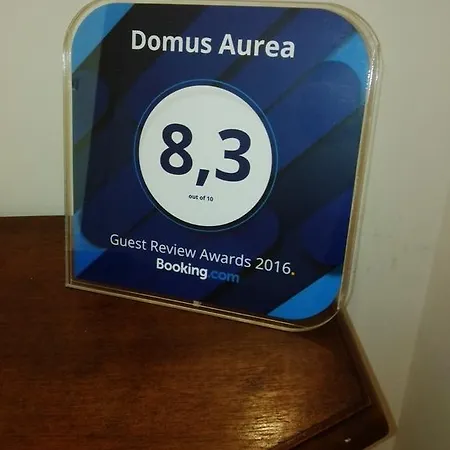 Domus Aurea
8,3
out of 10
Guest Review Awards 2016.
Booking.com